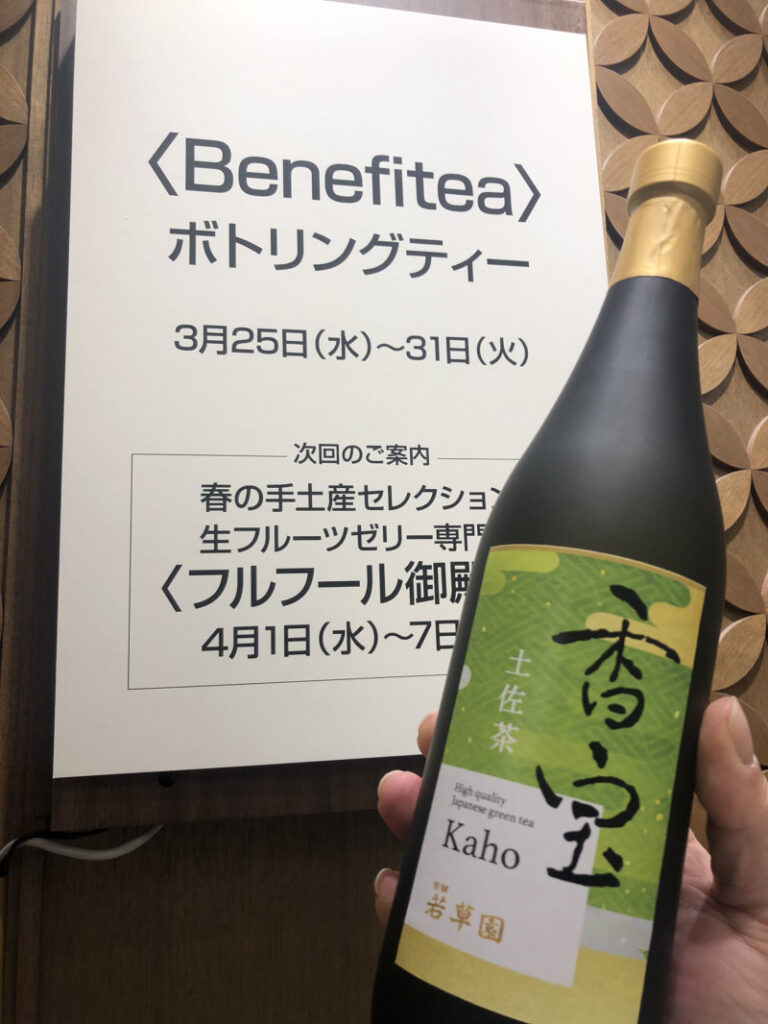 〈Benefitea〉
ボトリングティー
3月25日(水)～31日(火)
次回のご案内
春の手土産セレクション
生フルーツゼリー専門
〈フルフール御殿
4月1日(水)～7日
香宝
土佐茶
High quality
Japanese green tea
Kaho
茶舗
若草園